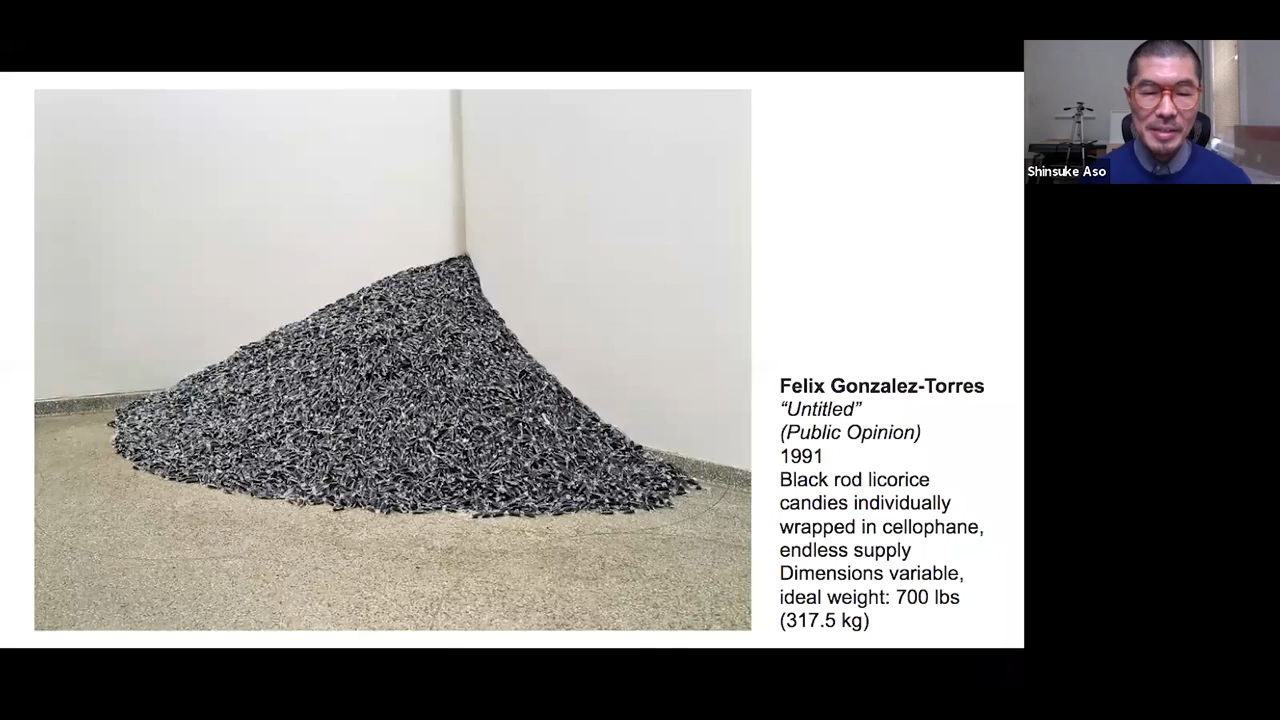 Shinsuke Aso
Felix Gonzalez-Torres
“Untitled”
(Public Opinion)
1991
Black rod licorice
candies individually
wrapped in cellophane,
endless supply
Dimensions variable,
ideal weight: 700 lbs
(317.5 kg)